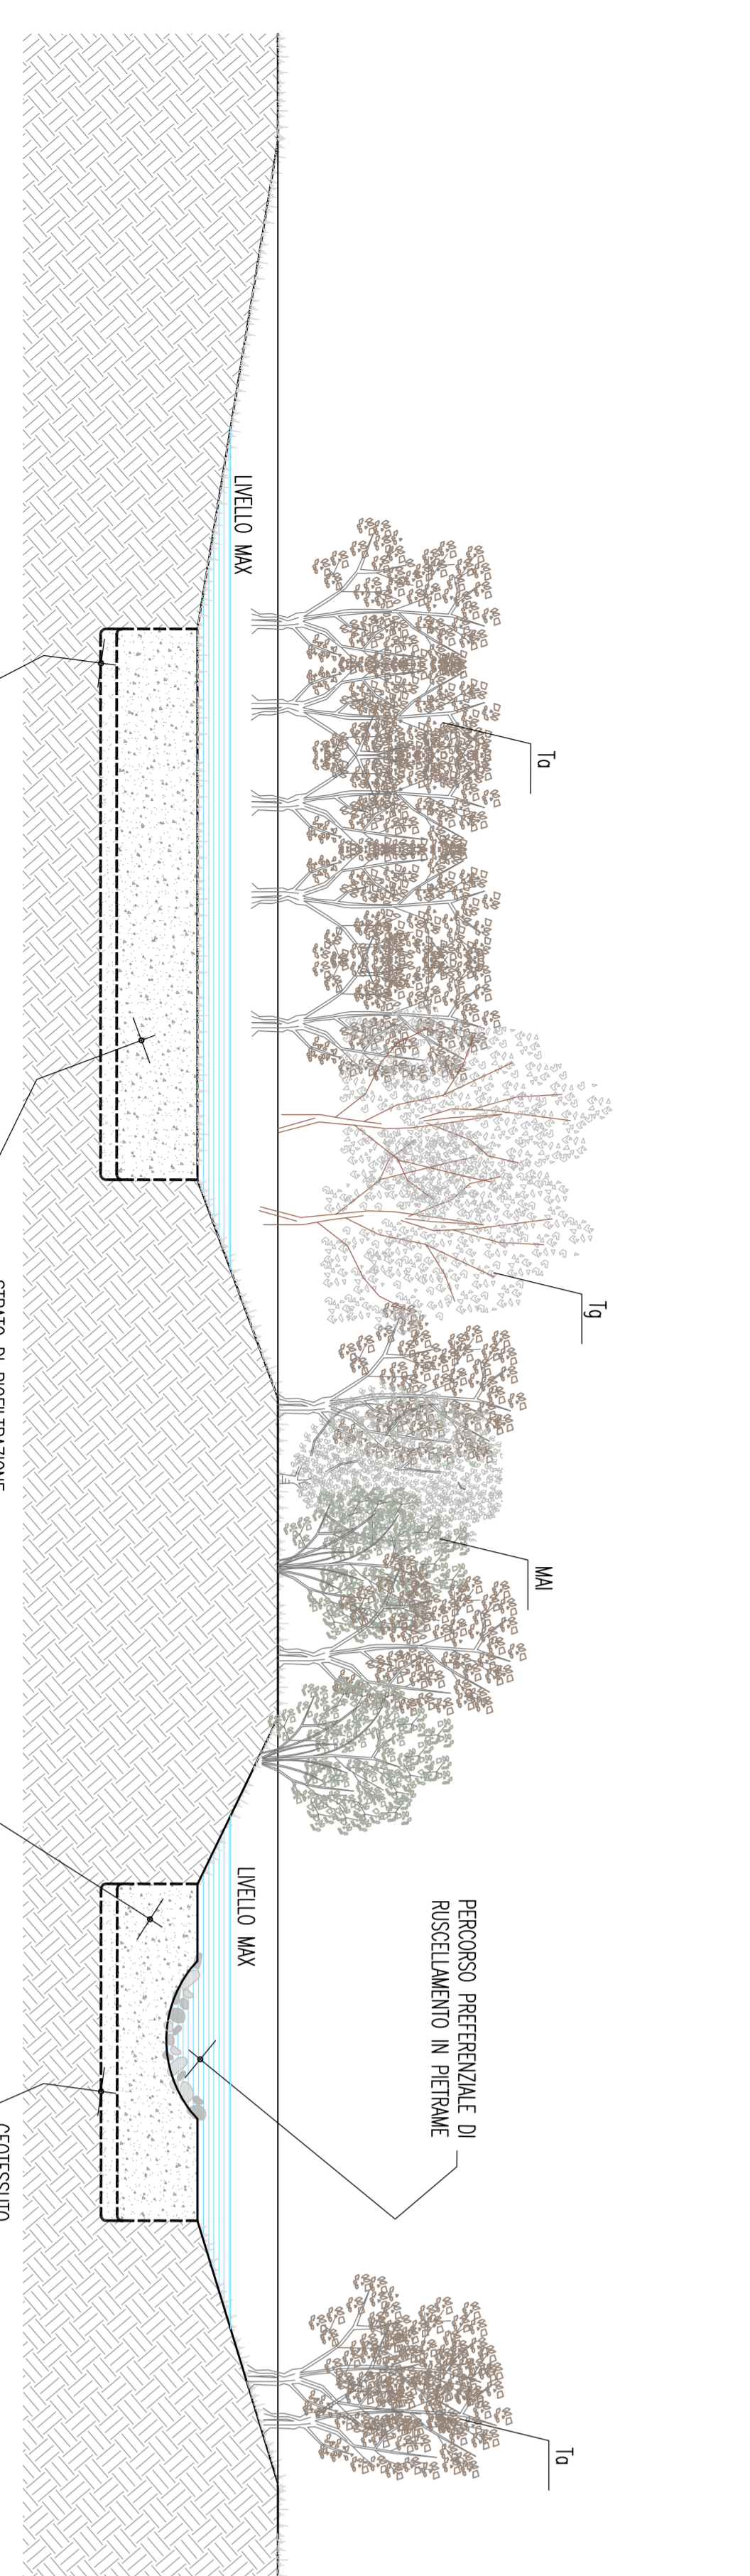 Ta
Tg
MAI
Ta
PERCORSO PREFERENZIALE DI
RUSCELLAMENTO IN PIETRAME
LIVELLO MAX
LIVELLO MAX